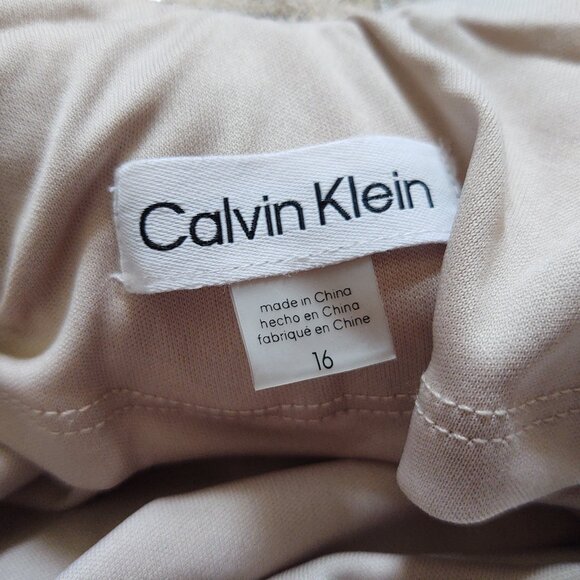 Calvin Klein
made in China
hecho en China
fabriqué en Chine
16